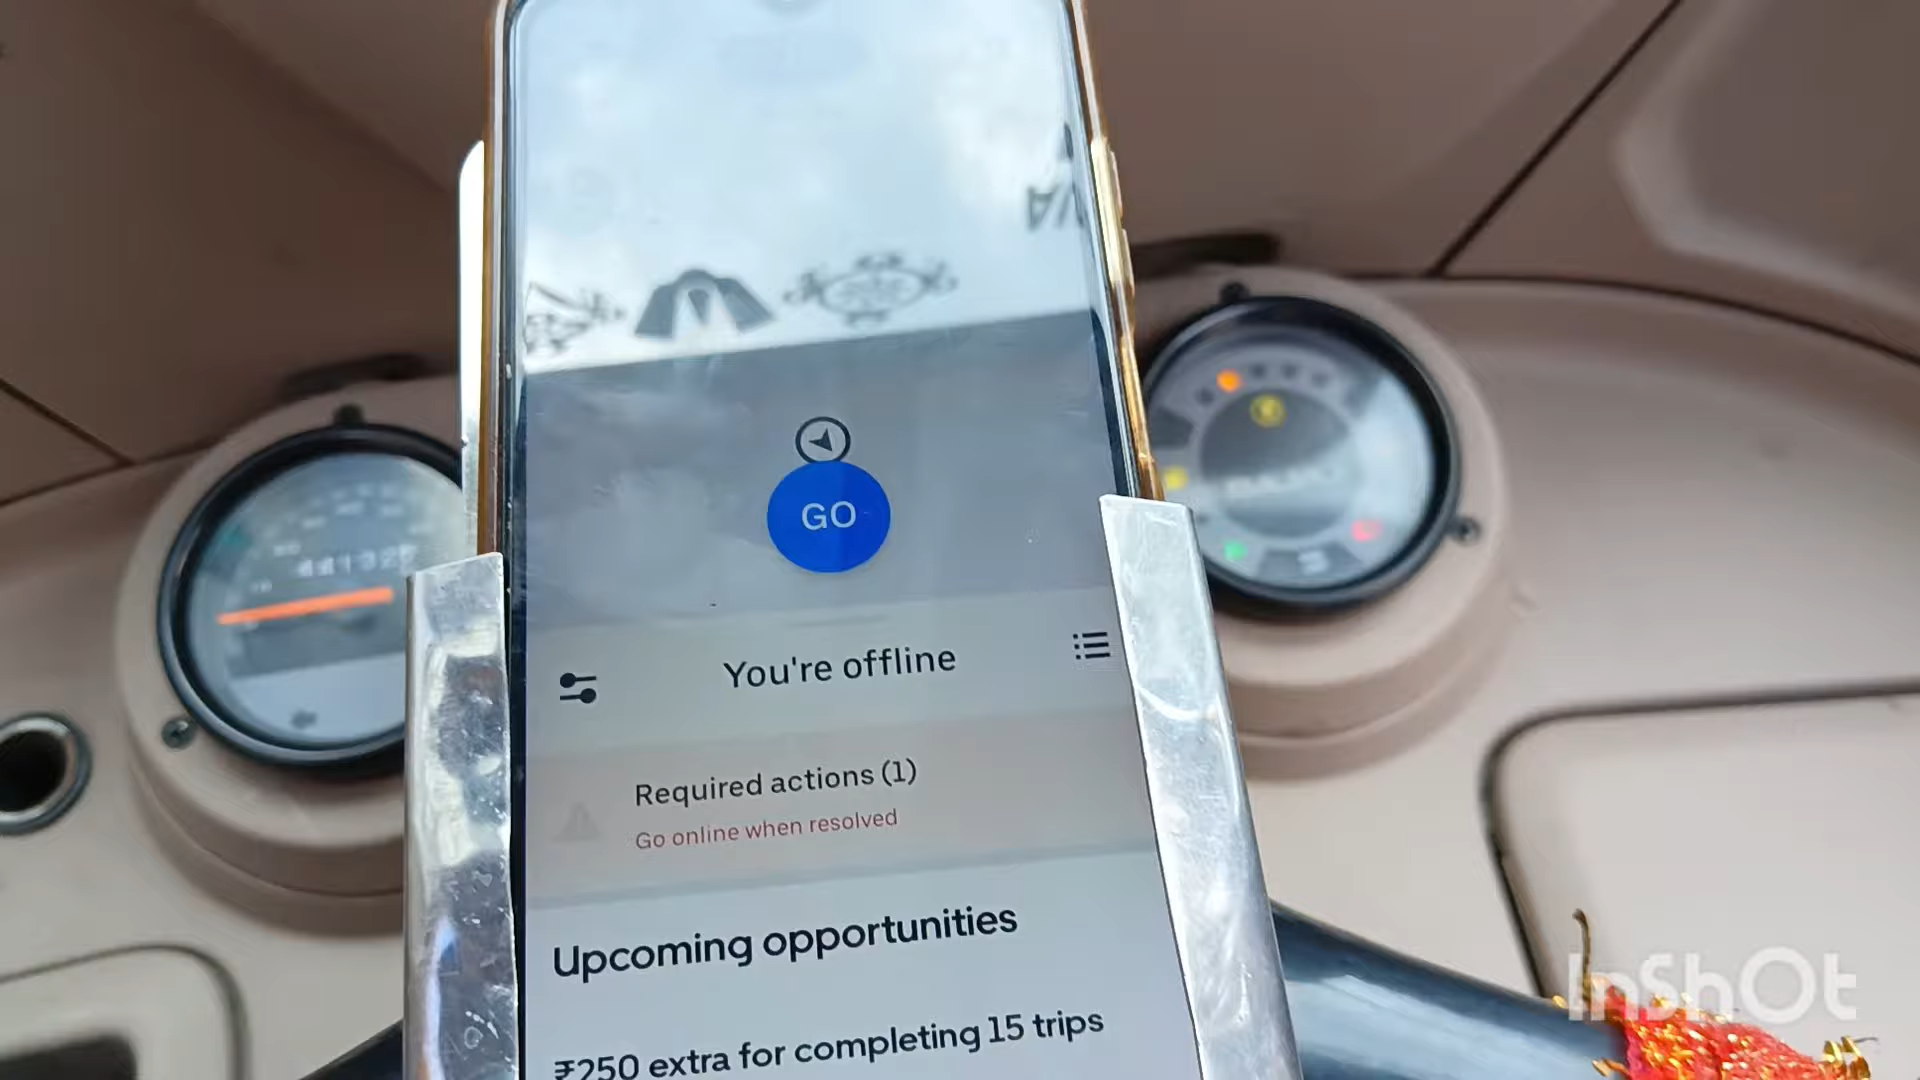 GO
You're offline
Required actions (1)
Go online when resolved
Upcoming opportunities
₹250 extra for completing 15 trips
InShOt